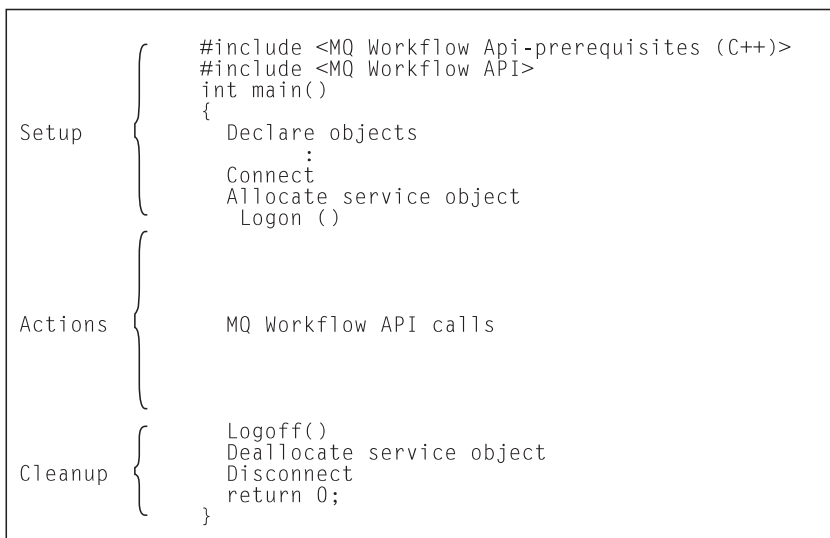 #include <MQ Workflow Api-prerequisites (C++)>
#include <MQ Workflow API>
int main()
{
Setup Declare objects
:
Connect
Allocate service object
Logon ()
Actions MQ Workflow API calls
Logoff()
Deallocate service object
Cleanup Disconnect
return 0;
}